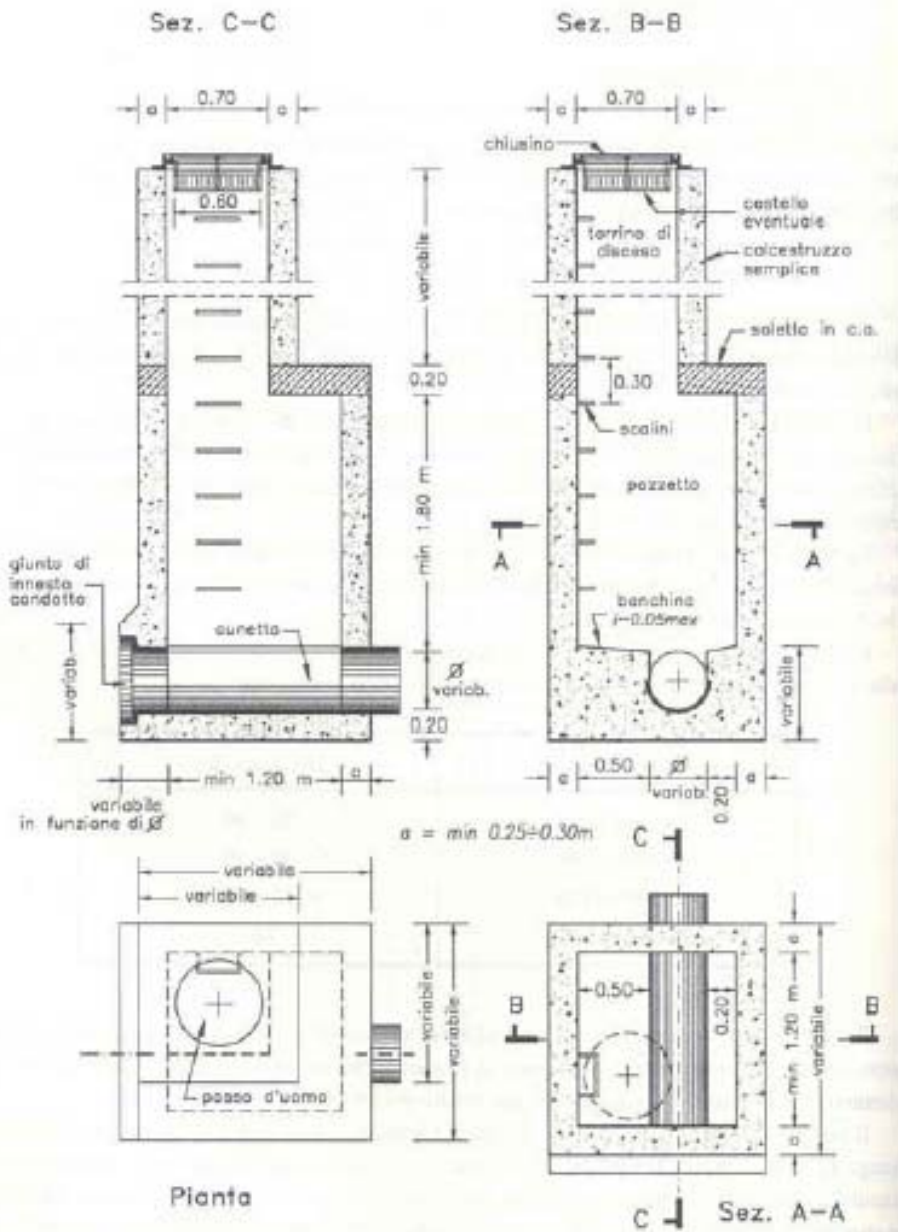 Sez. C-C
Sez. B-B
a
0.70
a
a
0.70
a
chiusino
0.60
cestello
eventuale
torrino di
discesa
calcestruzzo
semplice
variabile
soletta in c.a.
0.20
0.30
scalini
min 1.80 m
pozzetto
A
A
giunto di
innesto
condotta
banchina
i=0.05max
cunetta
variab.
Ø
variab.
variabile
0.20
min 1.20 m
a
a
0.50
Ø
variab.
0.20
a
variabile
in funzione di Ø
a = min 0.25÷0.30m
C
variabile
variabile
a
variabile
variabile
0.50
0.20
min 1.20 m
variabile
B
B
passo d'uomo
a
Pianta
C
Sez. A-A